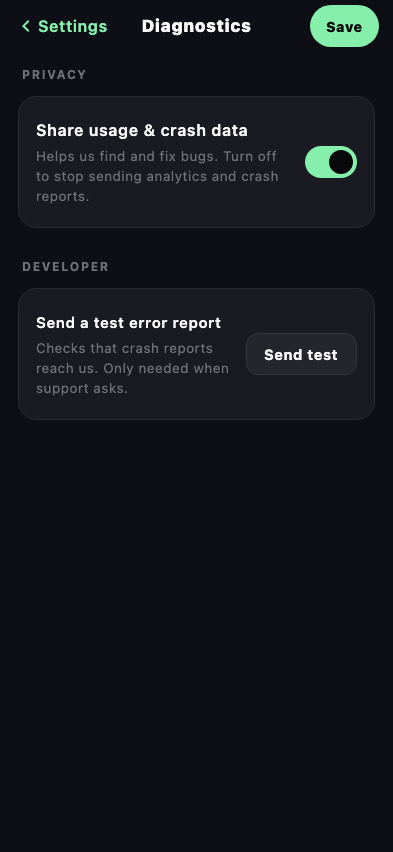 Settings
Diagnostics
Save
PRIVACY
Share usage & crash data
Helps us find and fix bugs. Turn off
to stop sending analytics and crash
reports.
DEVELOPER
Send a test error report
Checks that crash reports
reach us. Only needed when
support asks.
Send test